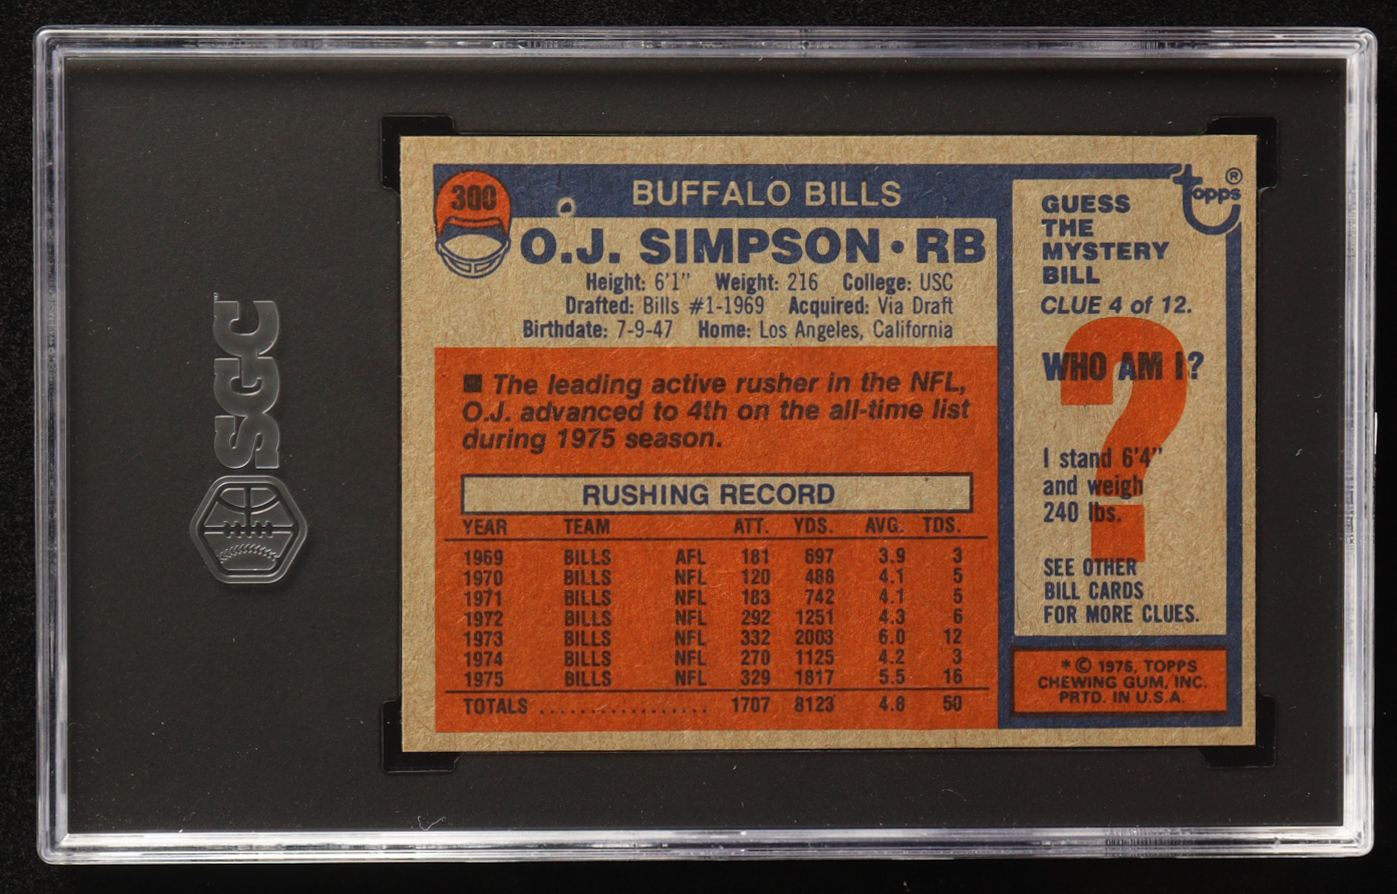 SGC
300
BUFFALO BILLS
O.J. SIMPSON • RB
Height: 6'1" Weight: 216 College: USC
Drafted: Bills #1-1969 Acquired: Via Draft
Birthdate: 7-9-47 Home: Los Angeles, California
■ The leading active rusher in the NFL,
O.J. advanced to 4th on the all-time list
during 1975 season.
RUSHING RECORD
YEAR TEAM ATT. YDS. AVG. TDS.
1969 BILLS AFL 181 697 3.9 3
1970 BILLS NFL 120 488 4.1 5
1971 BILLS NFL 183 742 4.1 5
1972 BILLS NFL 292 1251 4.3 6
1973 BILLS NFL 332 2003 6.0 12
1974 BILLS NFL 270 1125 4.2 3
1975 BILLS NFL 329 1817 5.5 16
TOTALS ................. 1707 8123 4.8 50
topps®
GUESS
THE
MYSTERY
BILL
CLUE 4 of 12.
?
WHO AM I?
I stand 6'4"
and weigh
240 lbs.
SEE OTHER
BILL CARDS
FOR MORE CLUES.
* © 1976, TOPPS
CHEWING GUM, INC.
PRTD. IN U.S.A.